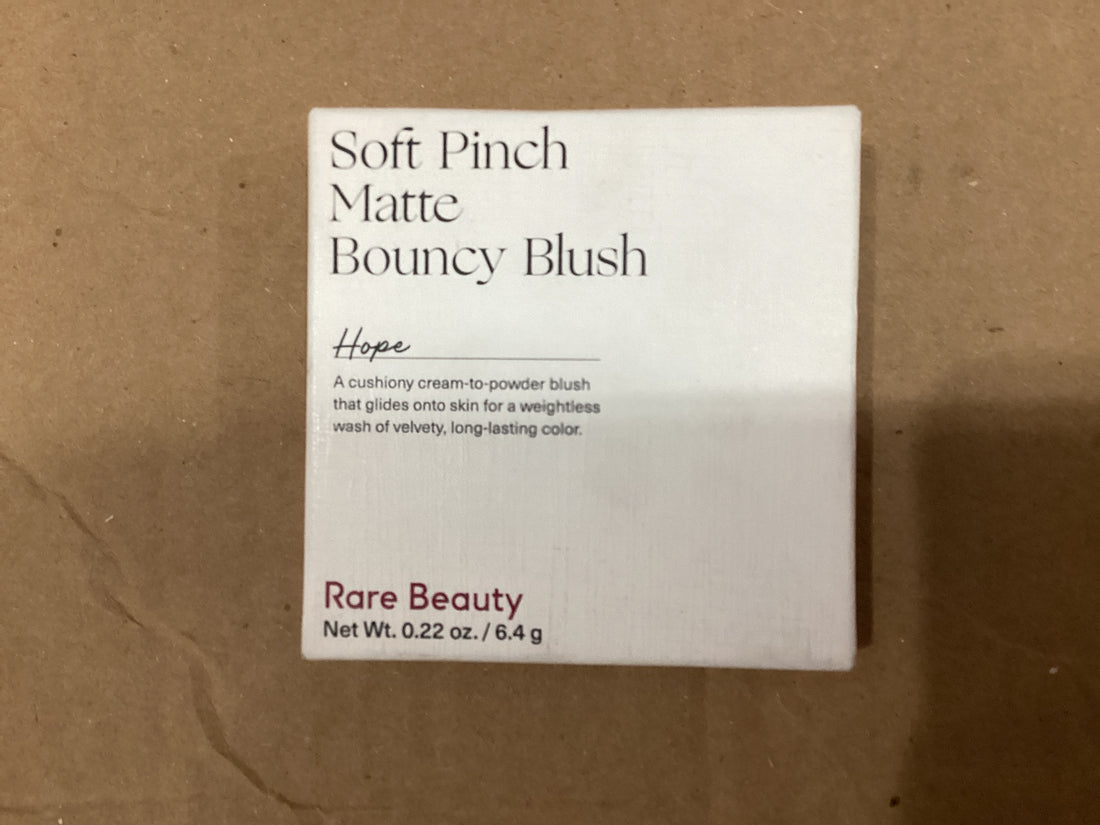 Soft Pinch
Matte
Bouncy Blush
Hope
A cushiony cream-to-powder blush
that glides onto skin for a weightless
wash of velvety, long-lasting color.
Rare Beauty
Net Wt. 0.22 oz. / 6.4 g